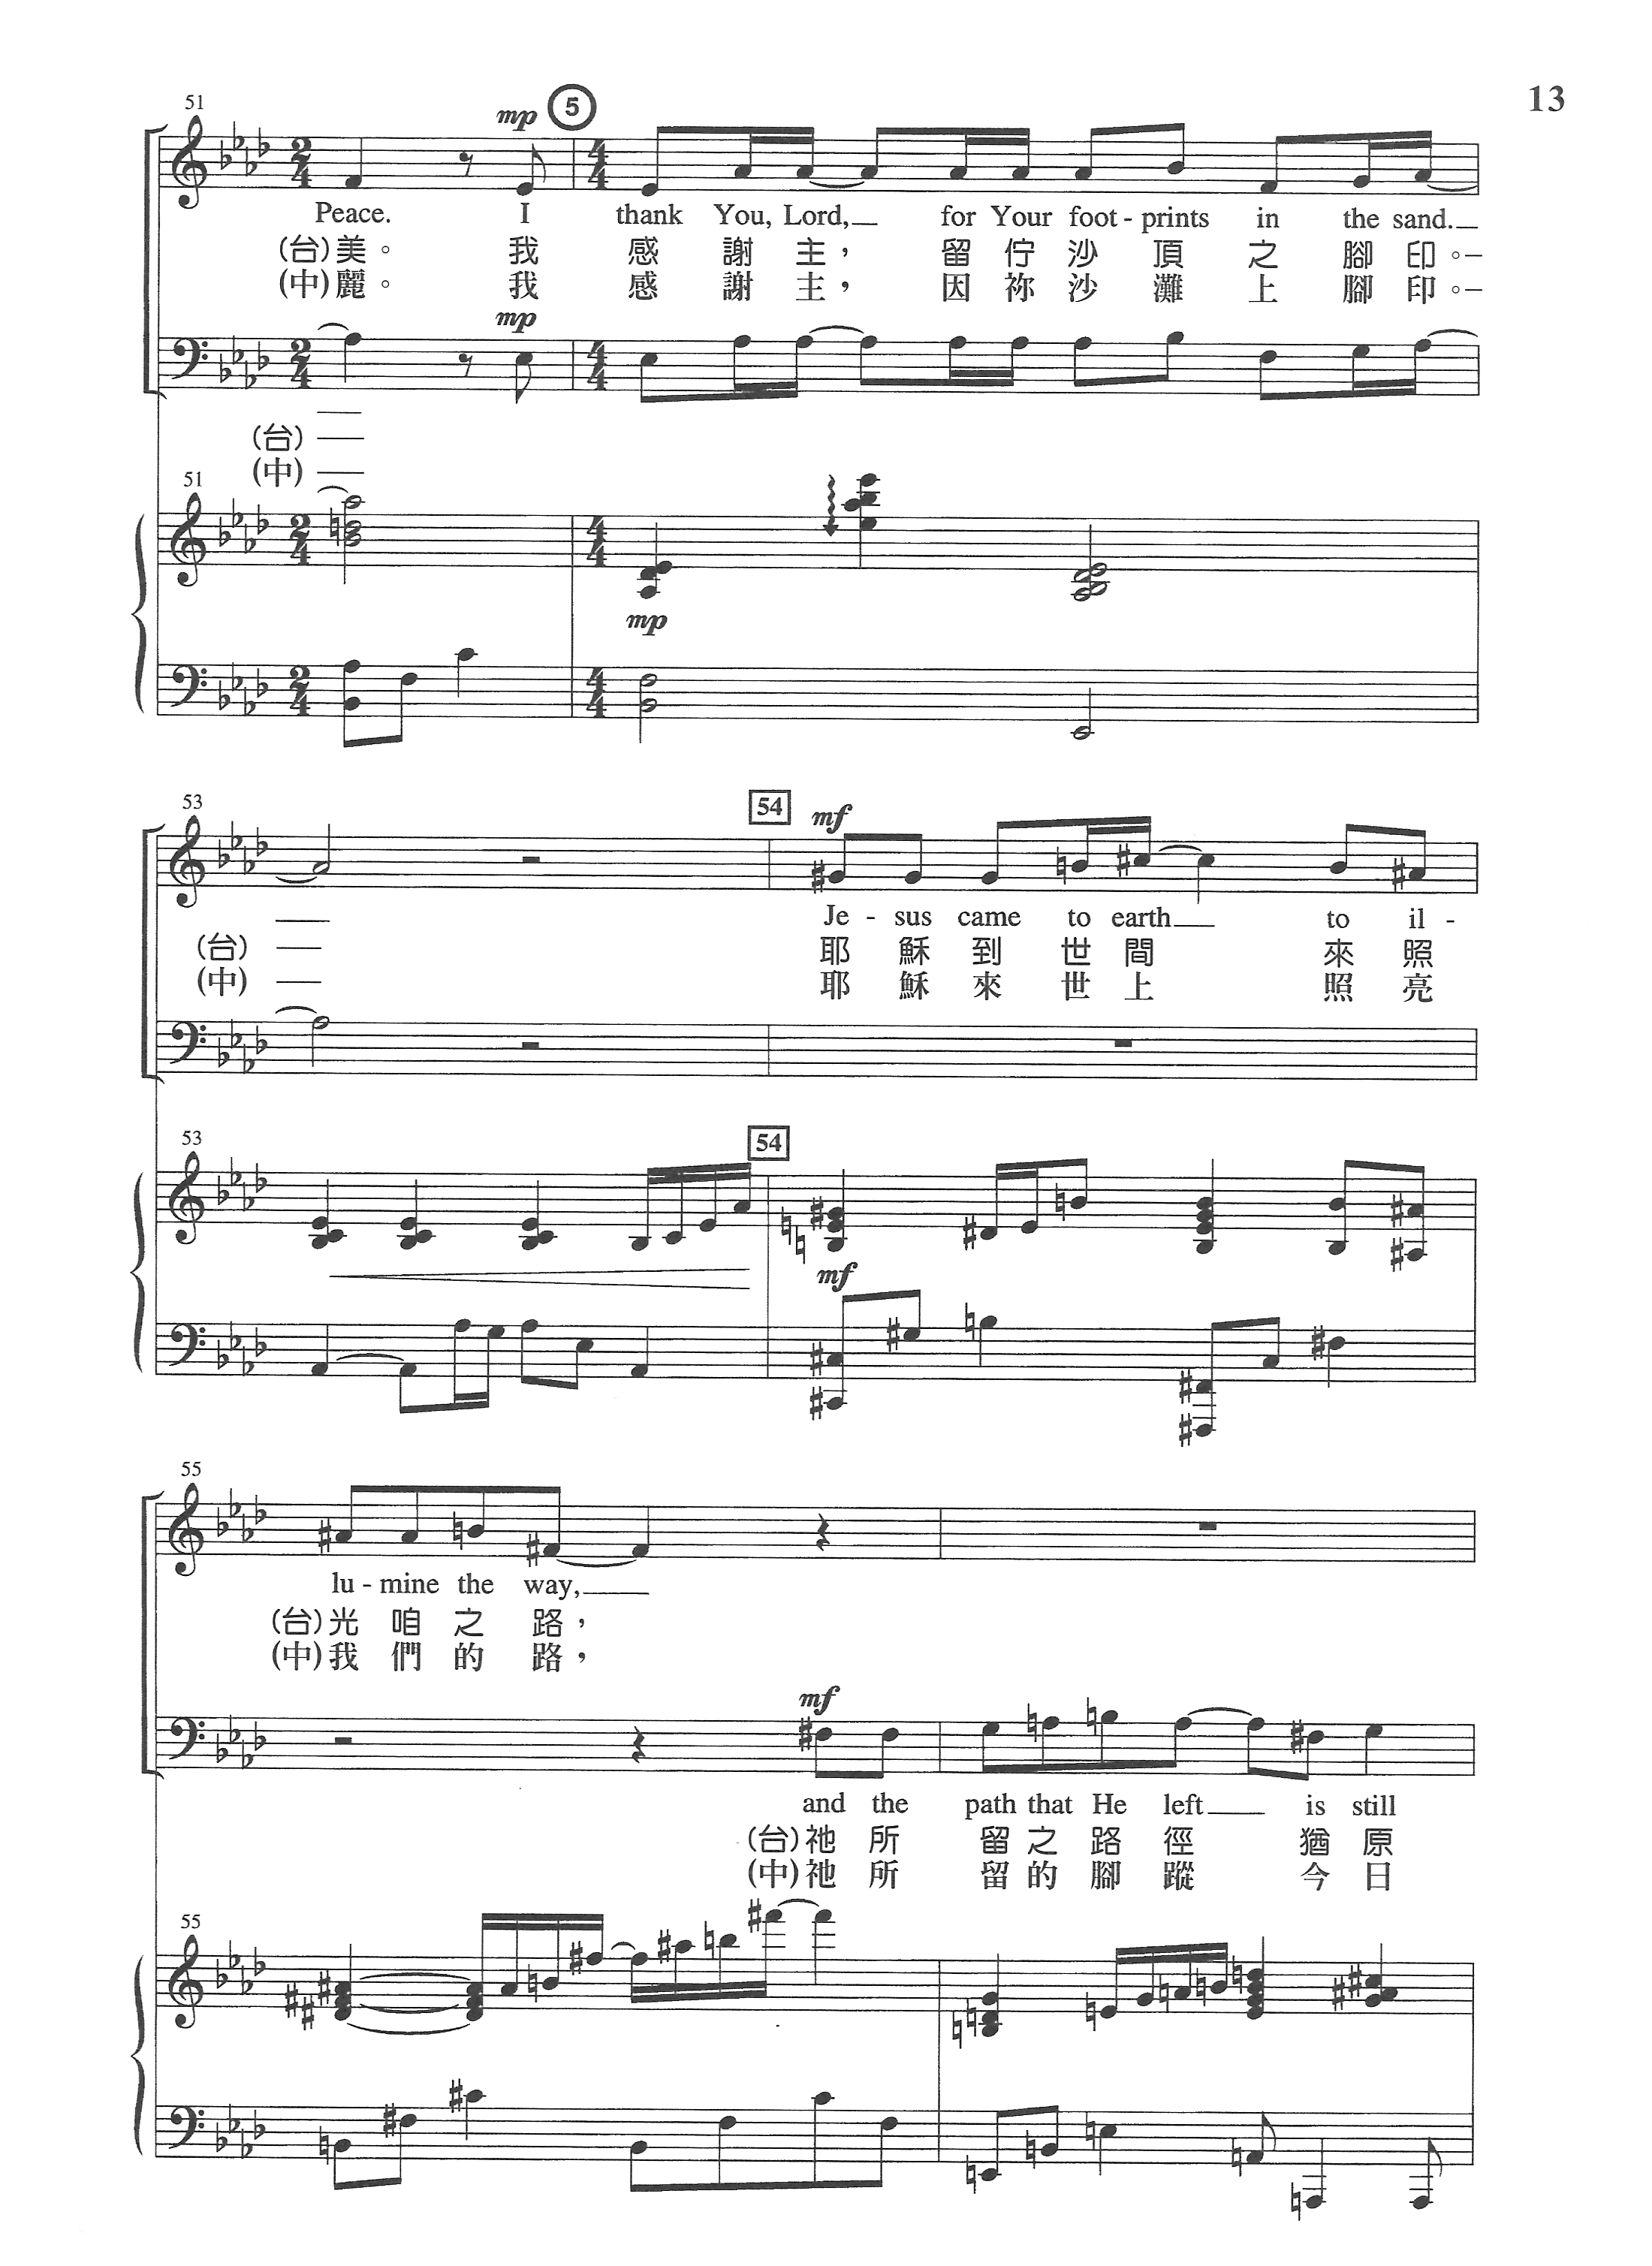 13
51
mp 5
Peace. I thank You, Lord, for Your foot - prints in the sand.
(台)美。 我 感 謝 主, 留 佇 沙 頂 之 腳 印。
(中)麗。 我 感 謝 主, 因 祢 沙 灘 上 腳 印。
mp
(台)
(中)
51
mp
53
54
mf
Je - sus came to earth to il -
(台) 耶 穌 到 世 間 來 照
(中) 耶 穌 來 世 上 照 亮
53
54
mf
55
lu - mine the way,
(台)光 咱 之 路,
(中)我 們 的 路,
mf
and the path that He left is still
(台)祂 所 留 之 路 徑 猶 原
(中)祂 所 留 的 腳 蹤 今 日
55